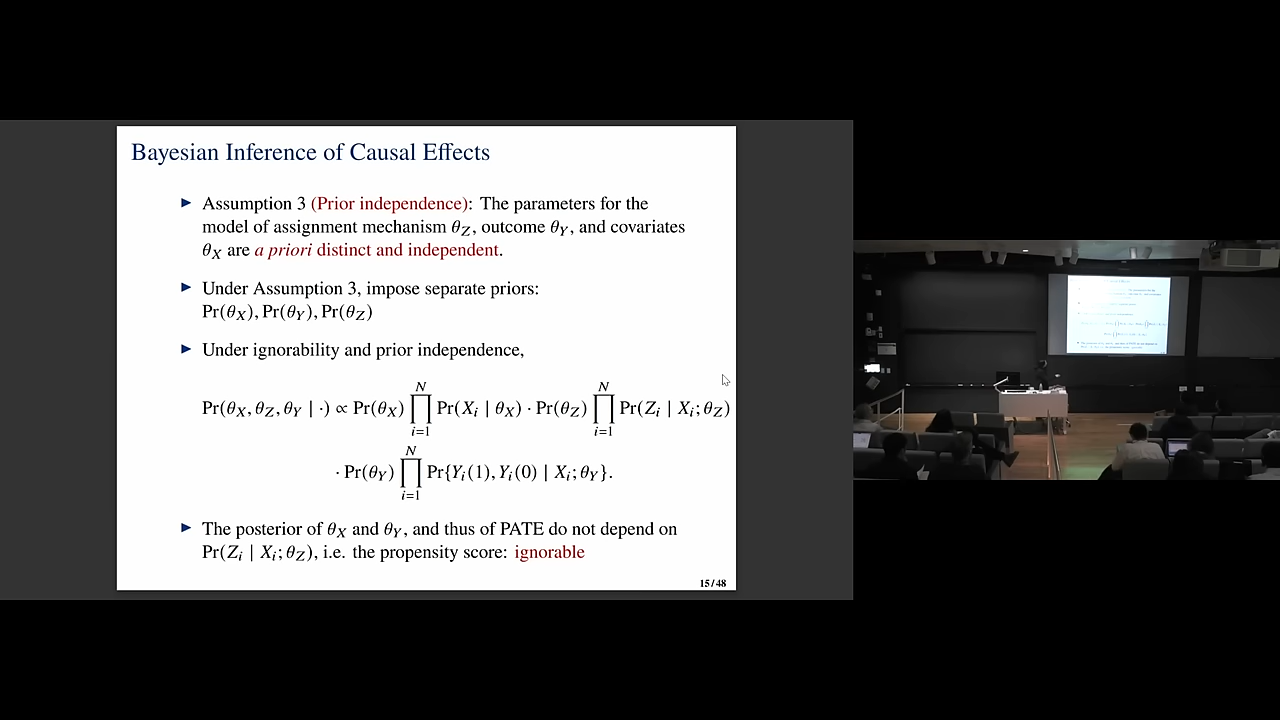 Bayesian Inference of Causal Effects
▶ Assumption 3 (Prior independence): The parameters for the
model of assignment mechanism θ_Z, outcome θ_Y, and covariates
θ_X are a priori distinct and independent.
▶ Under Assumption 3, impose separate priors:
Pr(θ_X), Pr(θ_Y), Pr(θ_Z)
▶ Under ignorability and prior independence,
Pr(θ_X, θ_Z, θ_Y | ·) ∝ Pr(θ_X) ∏_{i=1}^{N} Pr(X_i | θ_X) · Pr(θ_Z) ∏_{i=1}^{N} Pr(Z_i | X_i; θ_Z)
· Pr(θ_Y) ∏_{i=1}^{N} Pr{Y_i(1), Y_i(0) | X_i; θ_Y}.
▶ The posterior of θ_X and θ_Y, and thus of PATE do not depend on
Pr(Z_i | X_i; θ_Z), i.e. the propensity score: ignorable
15 / 48